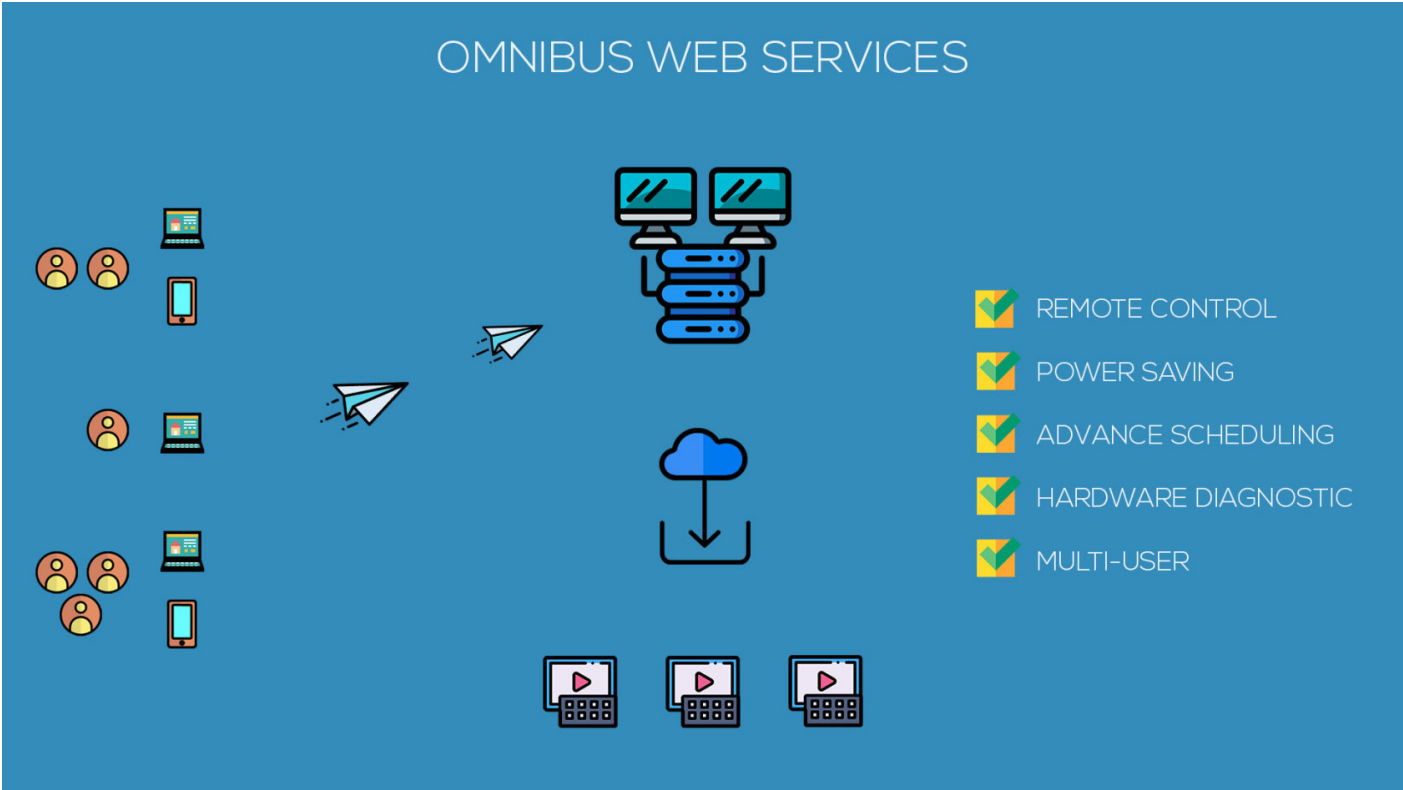 OMNIBUS WEB SERVICES
REMOTE CONTROL
POWER SAVING
ADVANCE SCHEDULING
HARDWARE DIAGNOSTIC
MULTI-USER